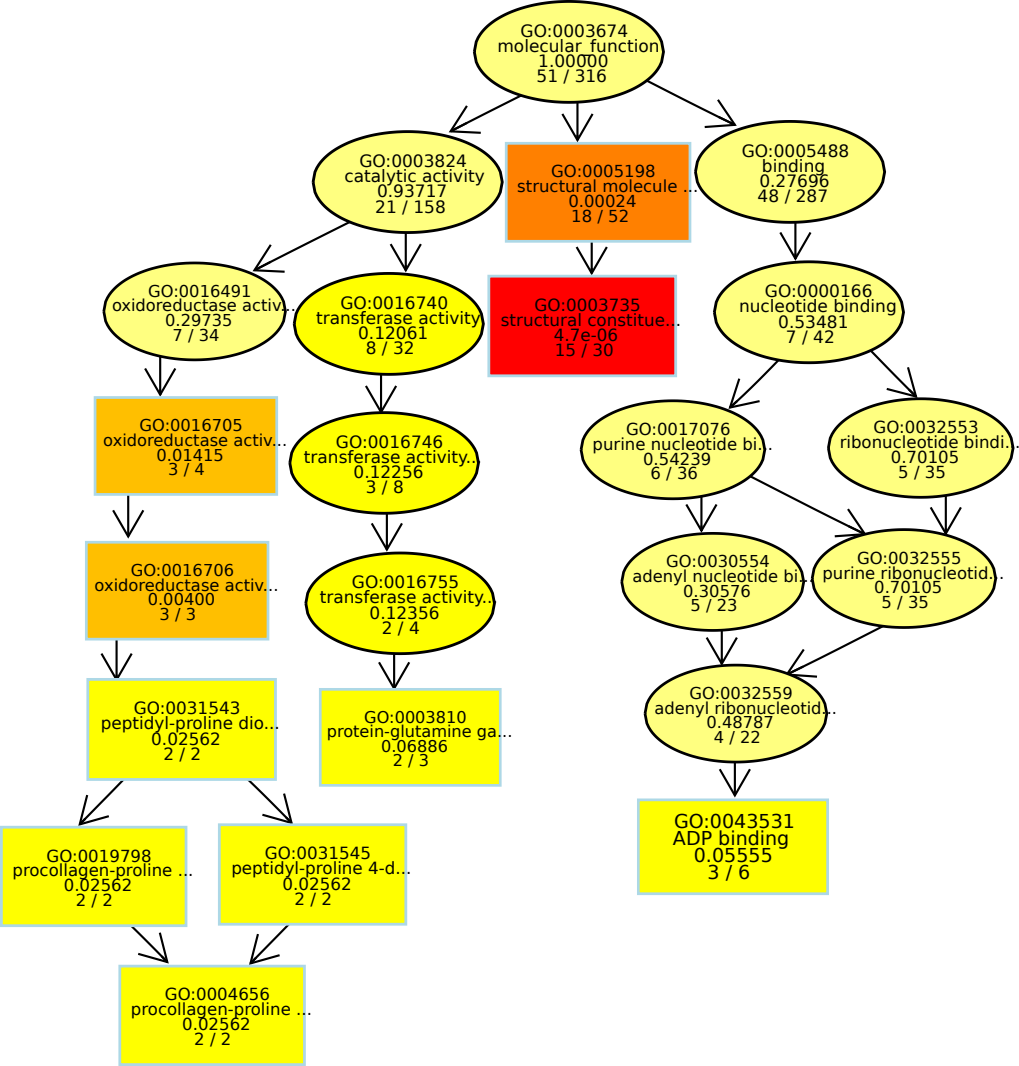 GO:0003674
molecular_function
1.00000
51 / 316
GO:0003824
catalytic activity
0.93717
21 / 158
GO:0005198
structural molecule ...
0.00024
18 / 52
GO:0005488
binding
0.27696
48 / 287
GO:0016491
oxidoreductase activ...
0.29735
7 / 34
GO:0016740
transferase activity
0.12061
8 / 32
GO:0003735
structural constitue...
4.7e-06
15 / 30
GO:0000166
nucleotide binding
0.53481
7 / 42
GO:0016705
oxidoreductase activ...
0.01415
3 / 4
GO:0016746
transferase activity...
0.12256
3 / 8
GO:0017076
purine nucleotide bi...
0.54239
6 / 36
GO:0032553
ribonucleotide bindi...
0.70105
5 / 35
GO:0016706
oxidoreductase activ...
0.00400
3 / 3
GO:0016755
transferase activity...
0.12356
2 / 4
GO:0030554
adenyl nucleotide bi...
0.30576
5 / 23
GO:0032555
purine ribonucleotid...
0.70105
5 / 35
GO:0031543
peptidyl-proline dio...
0.02562
2 / 2
GO:0003810
protein-glutamine ga...
0.06886
2 / 3
GO:0032559
adenyl ribonucleotid...
0.48787
4 / 22
GO:0019798
procollagen-proline ...
0.02562
2 / 2
GO:0031545
peptidyl-proline 4-d...
0.02562
2 / 2
GO:0043531
ADP binding
0.05555
3 / 6
GO:0004656
procollagen-proline ...
0.02562
2 / 2